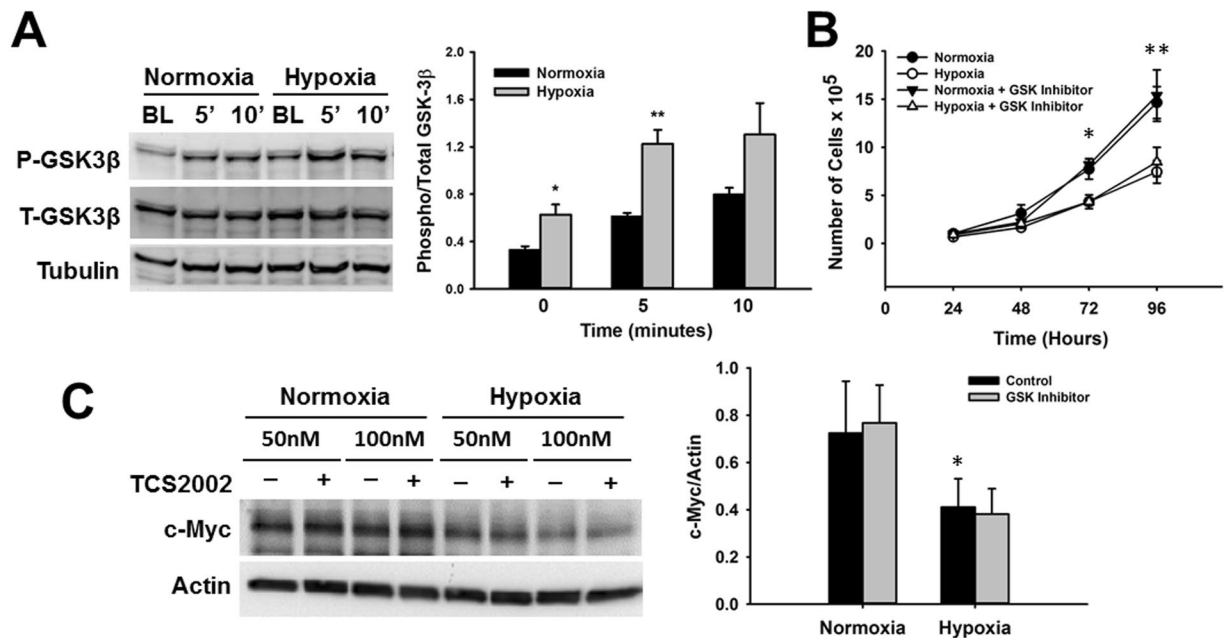 A
Normoxia Hypoxia
BL 5' 10' BL 5' 10'
P-GSK3β
T-GSK3β
Tubulin
Phospho/Total GSK-3β
1.6
2.0
1.2
0.8
0.4
0.0
Normoxia
Hypoxia
*
**
0 5 10
Time (minutes)
B
Number of Cells x 10⁵
20
15
10
5
0
Normoxia
Hypoxia
Normoxia + GSK Inhibitor
Hypoxia + GSK Inhibitor
*
**
0 24 48 72 96
Time (Hours)
C
Normoxia Hypoxia
50nM 100nM 50nM 100nM
TCS2002 – + – + – + – +
c-Myc
Actin
c-Myc/Actin
1.0
0.8
0.6
0.4
0.2
0.0
Control
GSK Inhibitor
*
Normoxia Hypoxia